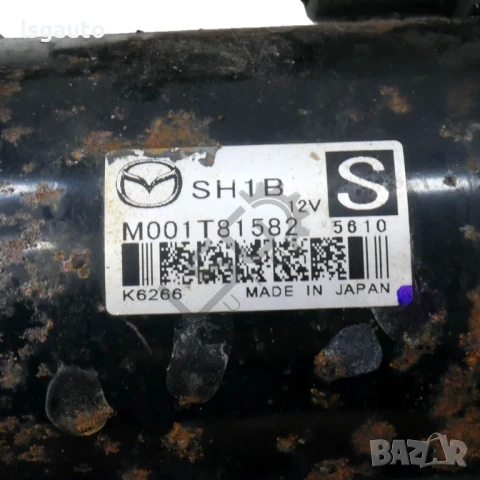 lsgauto
SH1B 12V S
M001T81582 5610
K6266 MADE IN JAPAN
BAZAR